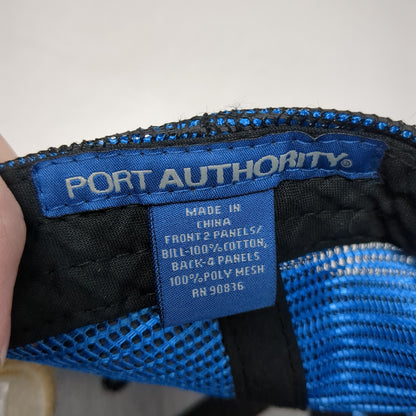 PORT AUTHORITY®
MADE IN
CHINA
FRONT 2 PANELS/
BILL-100% COTTON,
BACK-4 PANELS
100% POLY MESH
RN 90836